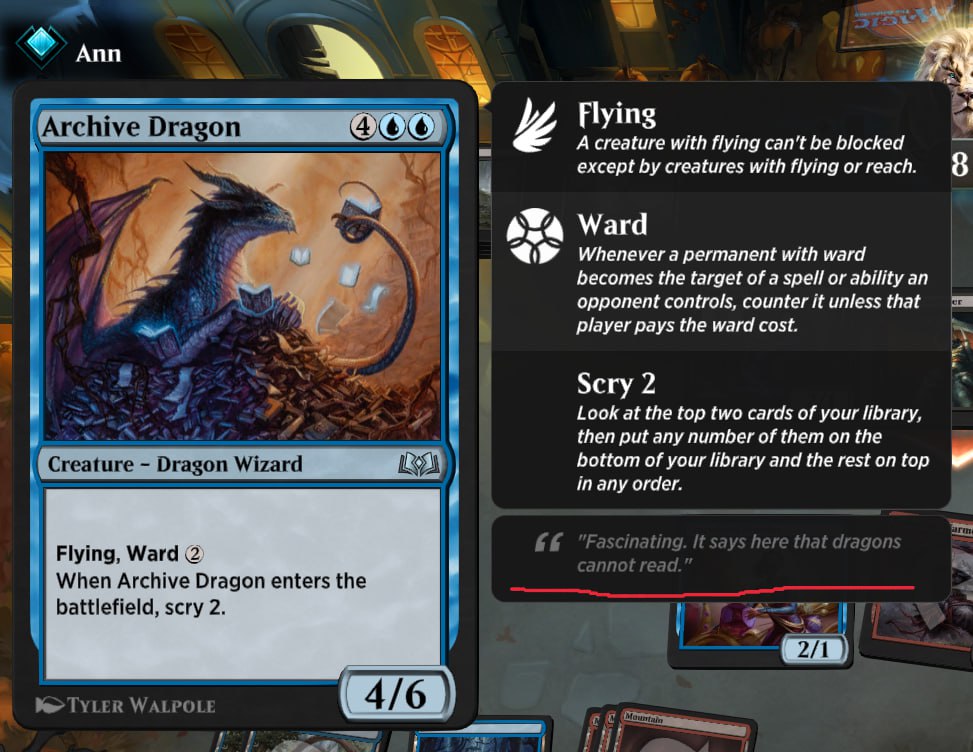 Ann
Archive Dragon
4
Creature – Dragon Wizard
Flying, Ward 2
When Archive Dragon enters the
battlefield, scry 2.
TYLER WALPOLE
4/6
Flying
A creature with flying can't be blocked
except by creatures with flying or reach.
Ward
Whenever a permanent with ward
becomes the target of a spell or ability an
opponent controls, counter it unless that
player pays the ward cost.
Scry 2
Look at the top two cards of your library,
then put any number of them on the
bottom of your library and the rest on top
in any order.
"Fascinating. It says here that dragons
cannot read."
8
2/1
Mountain